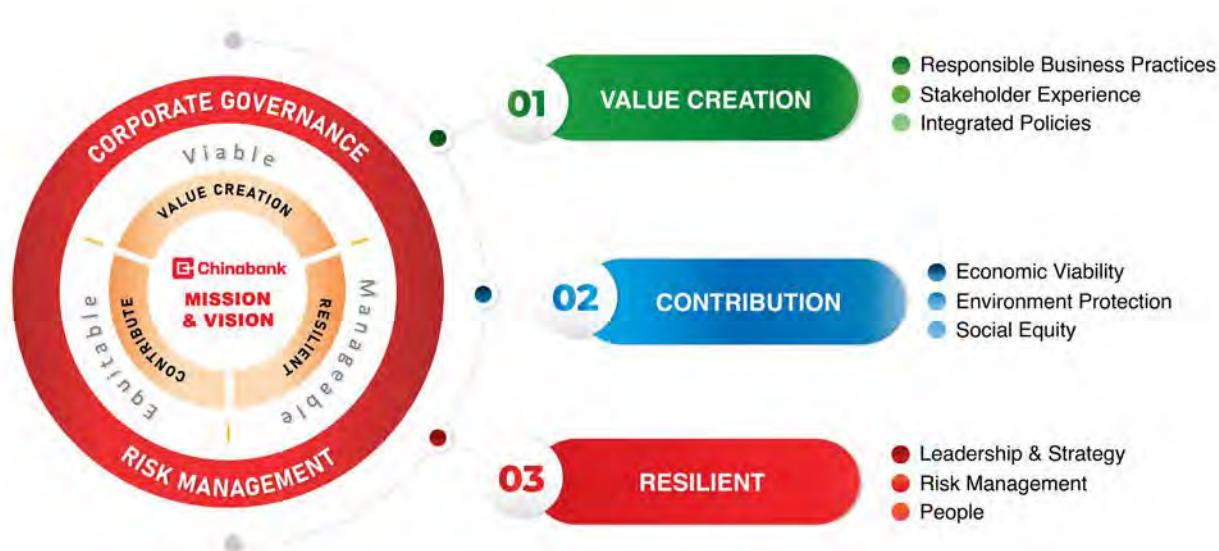 CORPORATE GOVERNANCE
Viable
VALUE CREATION
Chinabank
MISSION
& VISION
CONTRIBUTE
RESILIENT
Equitable
Manageable
RISK MANAGEMENT
01
VALUE CREATION
Responsible Business Practices
Stakeholder Experience
Integrated Policies
02
CONTRIBUTION
Economic Viability
Environment Protection
Social Equity
03
RESILIENT
Leadership & Strategy
Risk Management
People